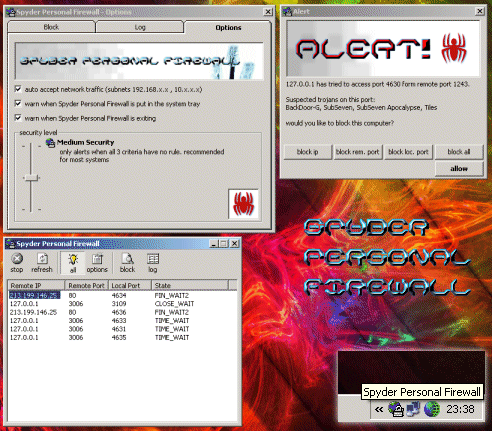 Spyder Personal Firewall - Options
Block
Log
Options
SPYDER PERSONAL FIREWALL
auto accept network traffic (subnets 192.168.x.x , 10.x.x.x)
warn when Spyder Personal Firewall is put in the system tray
warn when Spyder Personal Firewall is exiting
security level
Medium Security
only alerts when all 3 criteria have no rule. recommended
for most systems
Alert
ALERT!
127.0.0.1 has tried to access port 4630 form remote port 1243.
Suspected trojans on this port:
BackDoor-G, SubSeven, SubSeven Apocalypse, Tiles
would you like to block this computer?
block ip
block rem. port
block loc. port
block all
allow
SPYDER
PERSONAL
FIREWALL
Spyder Personal Firewall
stop
refresh
all
options
block
log
Remote IP Remote Port Local Port State
213.199.146.25 80 4634 FIN_WAIT2
127.0.0.1 3006 3109 CLOSE_WAIT
213.199.146.25 80 4636 FIN_WAIT2
127.0.0.1 3006 4633 TIME_WAIT
127.0.0.1 3006 4631 TIME_WAIT
127.0.0.1 3006 4635 TIME_WAIT
Spyder Personal Firewall
« 23:38